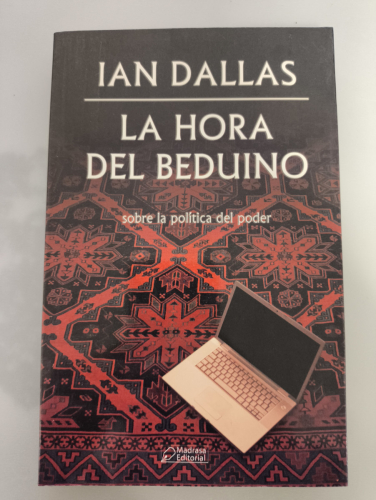 IAN DALLAS
LA HORA
DEL BEDUINO
sobre la política del poder
Madrasa
Editorial